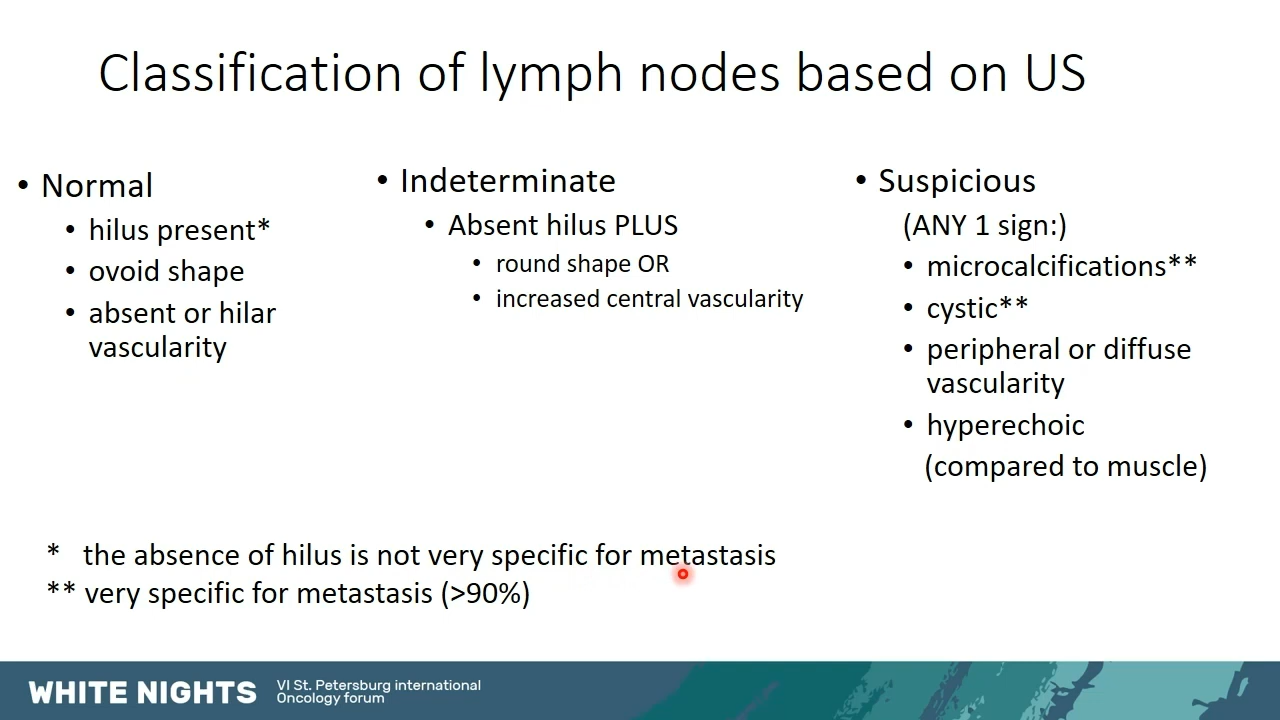 Classification of lymph nodes based on US
• Normal
• hilus present*
• ovoid shape
• absent or hilar
vascularity
• Indeterminate
• Absent hilus PLUS
• round shape OR
• increased central vascularity
• Suspicious
(ANY 1 sign:)
• microcalcifications**
• cystic**
• peripheral or diffuse
vascularity
• hyperechoic
(compared to muscle)
* the absence of hilus is not very specific for metastasis
** very specific for metastasis (>90%)
WHITE NIGHTS
VI St. Petersburg international
Oncology forum